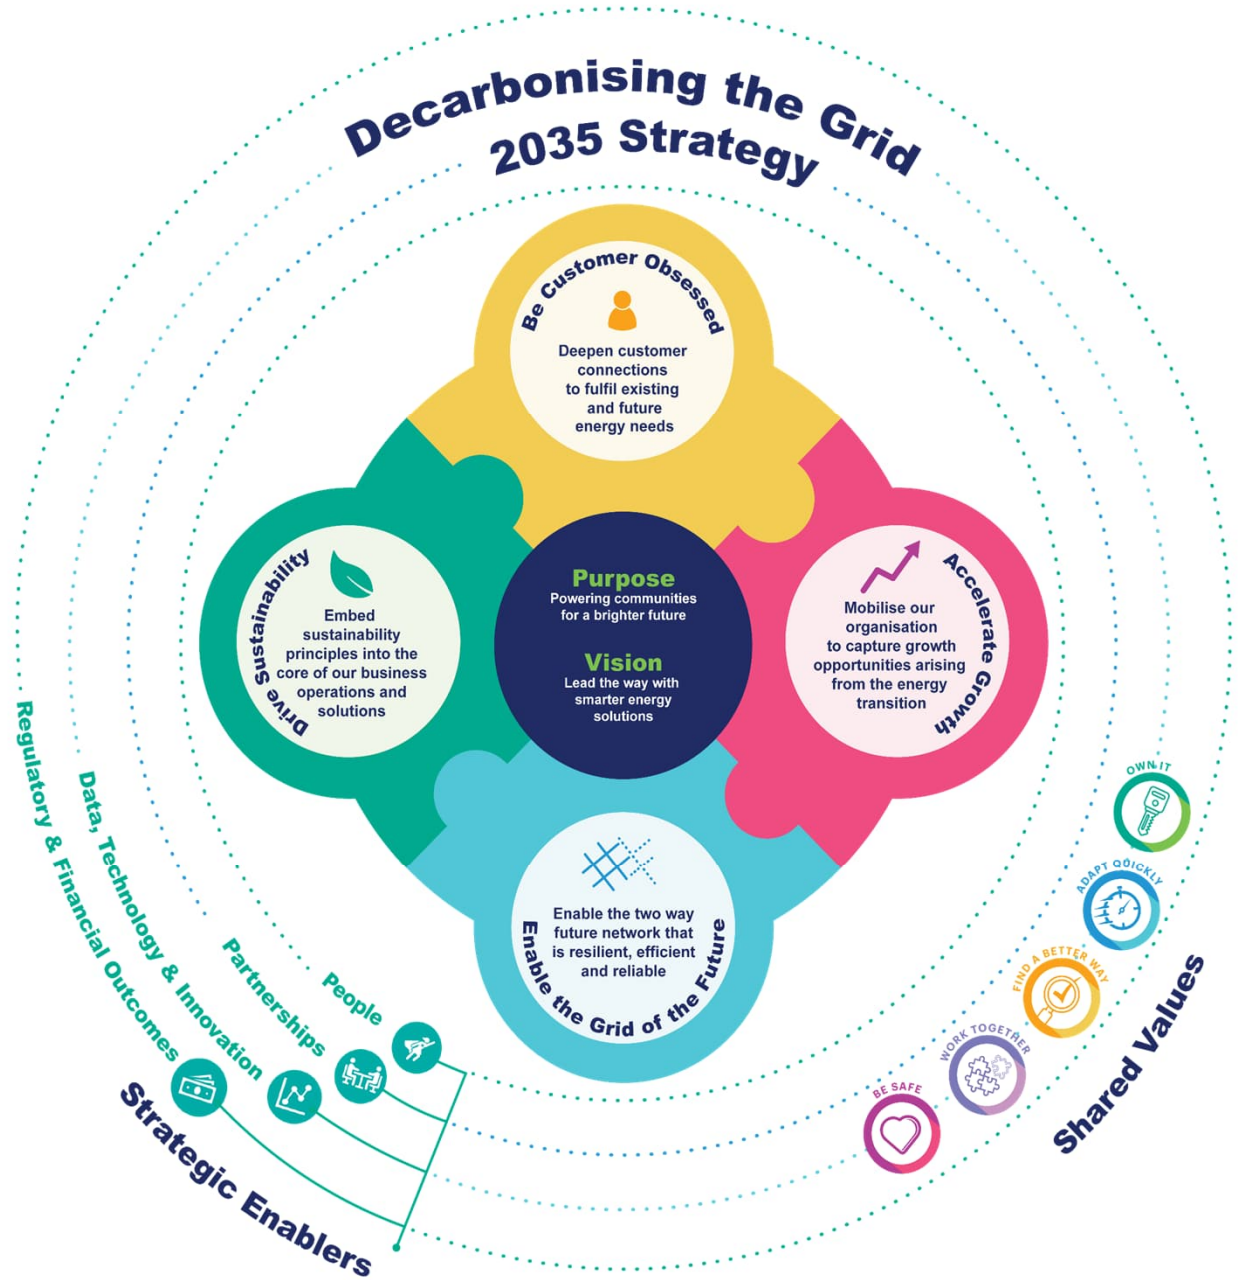 Decarbonising the Grid
2035 Strategy
Be Customer Obsessed
Deepen customer
connections
to fulfil existing
and future
energy needs
Drive Sustainability
Embed
sustainability
principles into the
core of our business
operations and
solutions
Purpose
Powering communities
for a brighter future
Vision
Lead the way with
smarter energy
solutions
Accelerate Growth
Mobilise our
organisation
to capture growth
opportunities arising
from the energy
transition
Enable the two way
future network that
is resilient, efficient
and reliable
Enable the Grid of the Future
Regulatory & Financial Outcomes
Data, Technology & Innovation
Partnerships
People
Strategic Enablers
OWN IT
ADAPT QUICKLY
FIND A BETTER WAY
WORK TOGETHER
BE SAFE
Shared Values